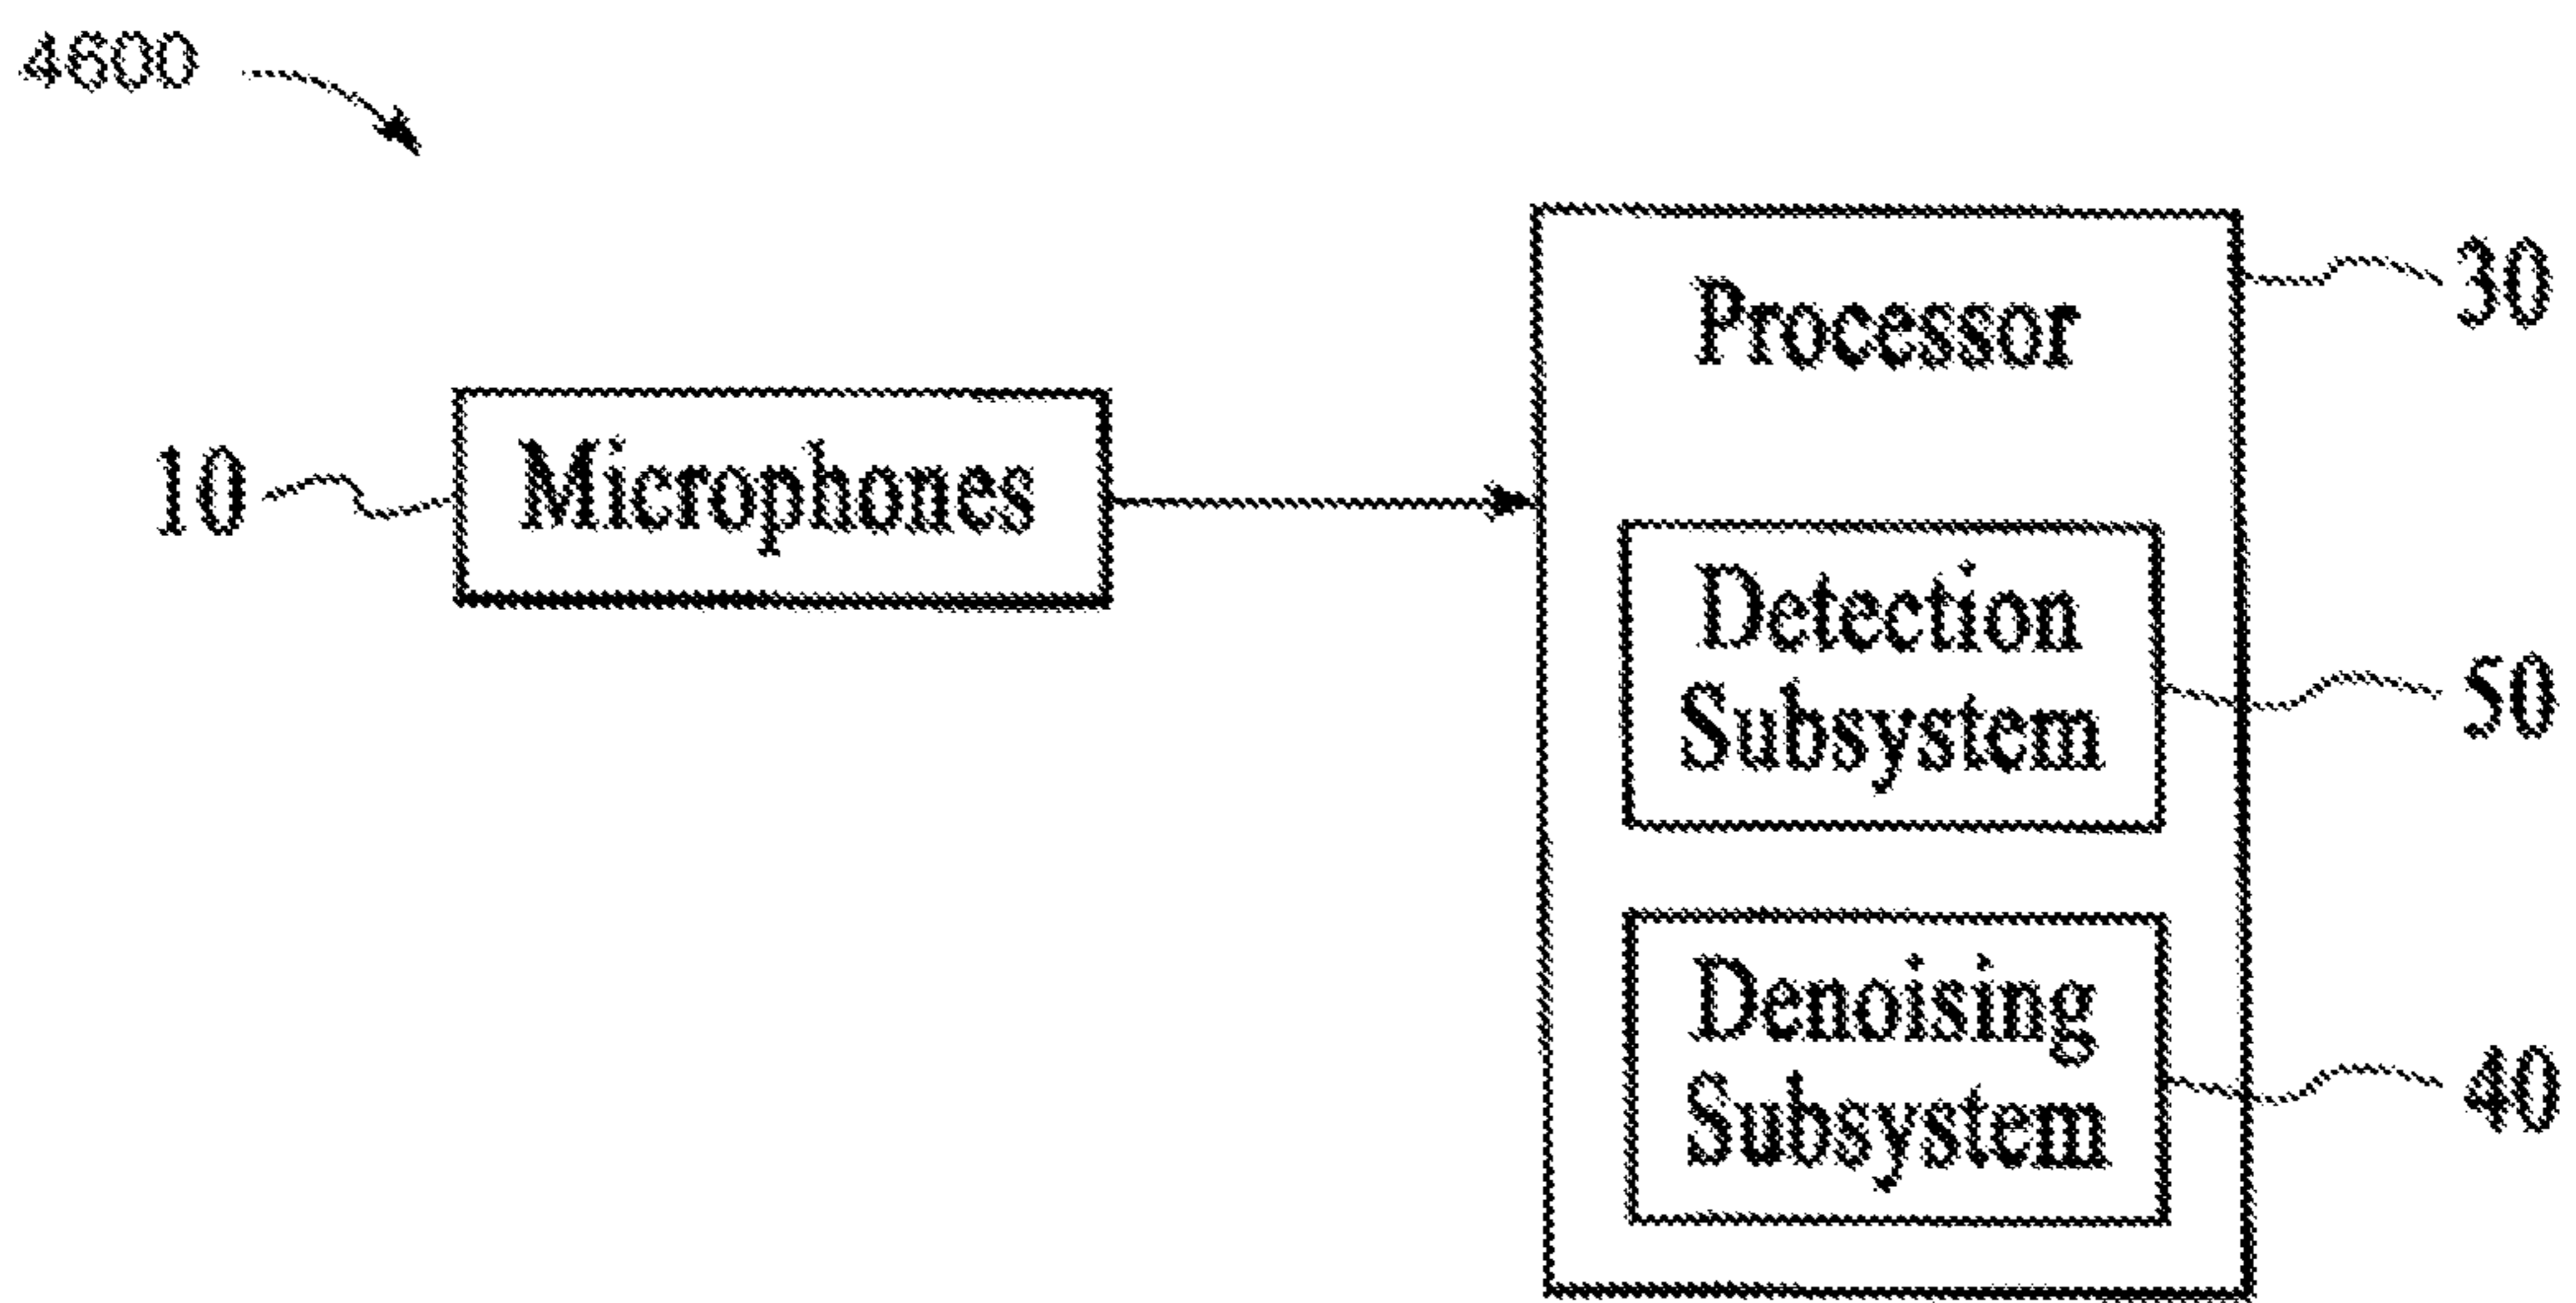 4600
Processor
30
10
Microphones
Detection
Subsystem
50
Denoising
Subsystem
40